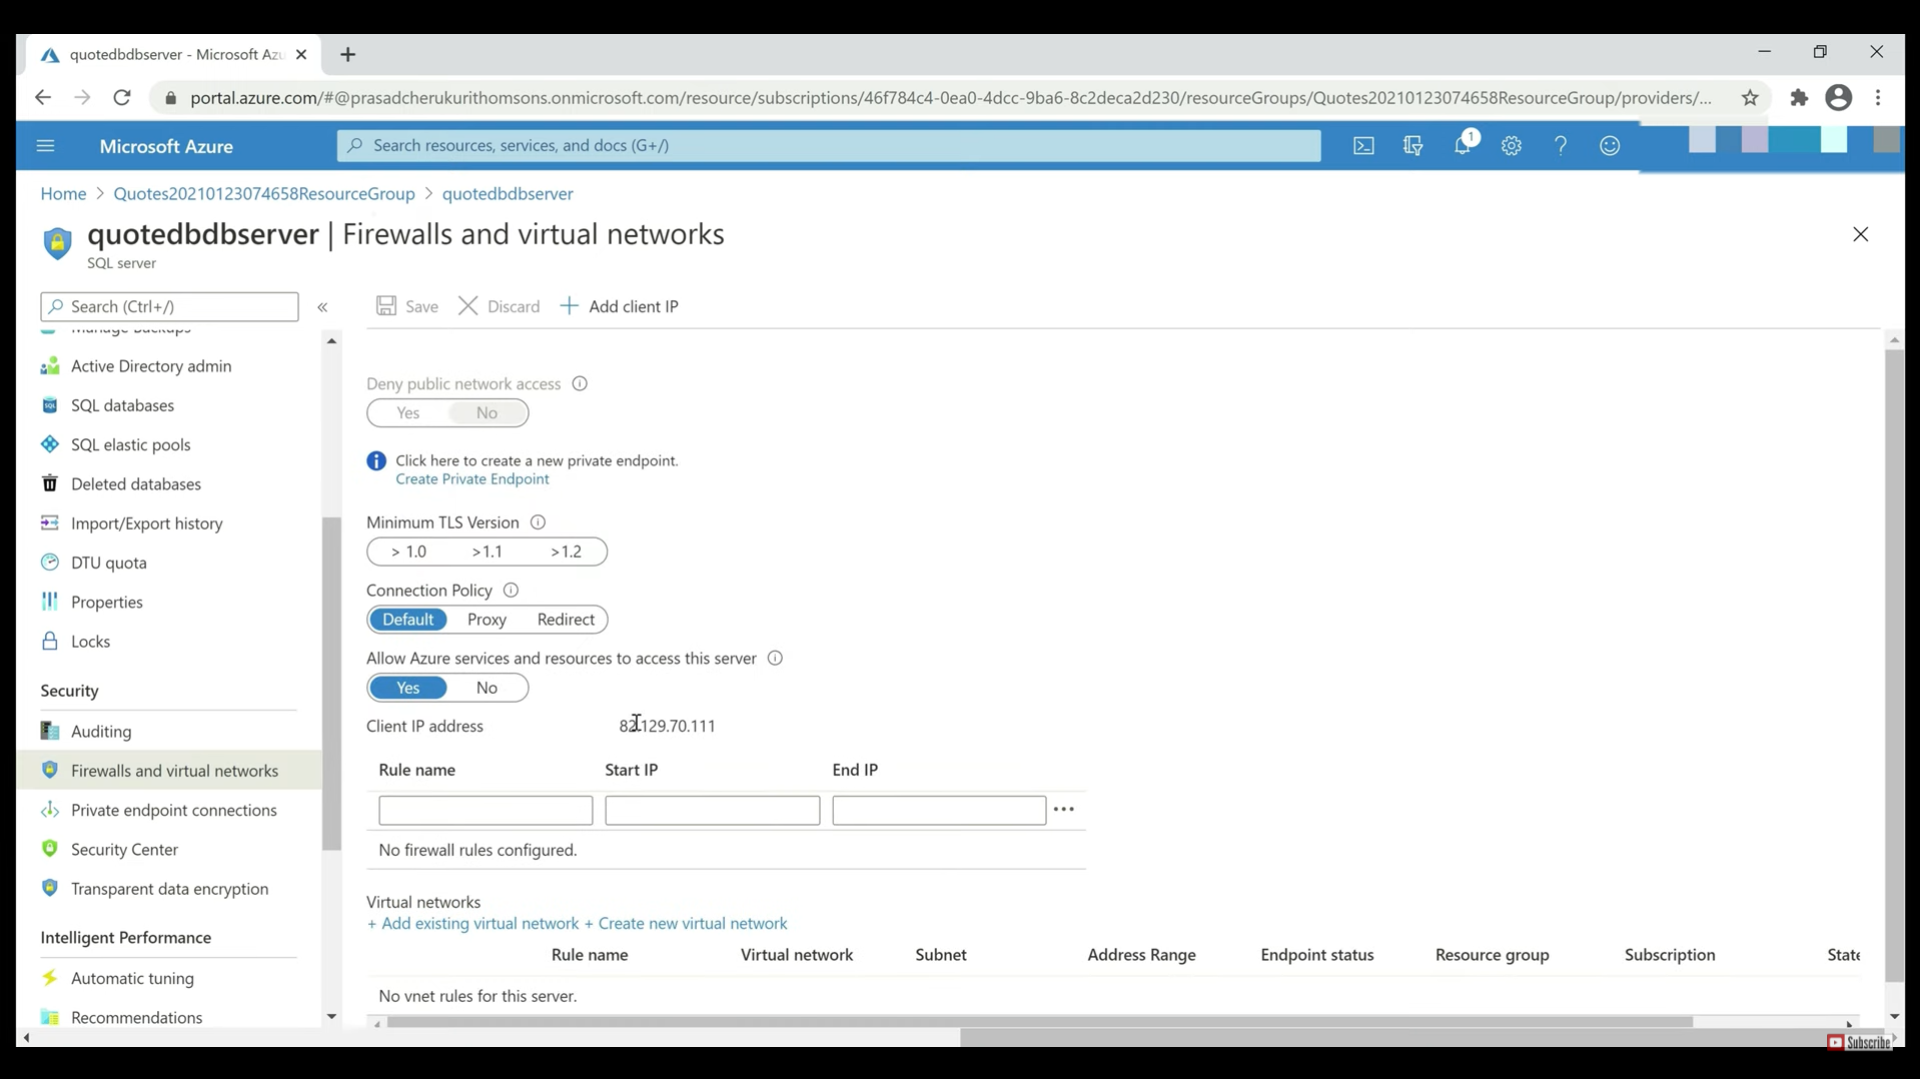 quotedbdbserver - Microsoft Azu
portal.azure.com/#@prasadcherukurithomsons.onmicrosoft.com/resource/subscriptions/46f784c4-0ea0-4dcc-9ba6-8c2deca2d230/resourceGroups/Quotes20210123074658ResourceGroup/providers/...
Microsoft Azure
Search resources, services, and docs (G+/)
1
Home > Quotes20210123074658ResourceGroup > quotedbdbserver
quotedbdbserver | Firewalls and virtual networks
SQL server
Search (Ctrl+/)
«
Save
Discard
Add client IP
Manage Backups
Active Directory admin
SQL databases
SQL elastic pools
Deleted databases
Import/Export history
DTU quota
Properties
Locks
Security
Auditing
Firewalls and virtual networks
Private endpoint connections
Security Center
Transparent data encryption
Intelligent Performance
Automatic tuning
Recommendations
Deny public network access
Yes No
Click here to create a new private endpoint.
Create Private Endpoint
Minimum TLS Version
> 1.0 >1.1 >1.2
Connection Policy
Default Proxy Redirect
Allow Azure services and resources to access this server
Yes No
Client IP address 82.129.70.111
Rule name Start IP End IP
No firewall rules configured.
Virtual networks
+ Add existing virtual network + Create new virtual network
Rule name Virtual network Subnet Address Range Endpoint status Resource group Subscription State
No vnet rules for this server.
Subscribe